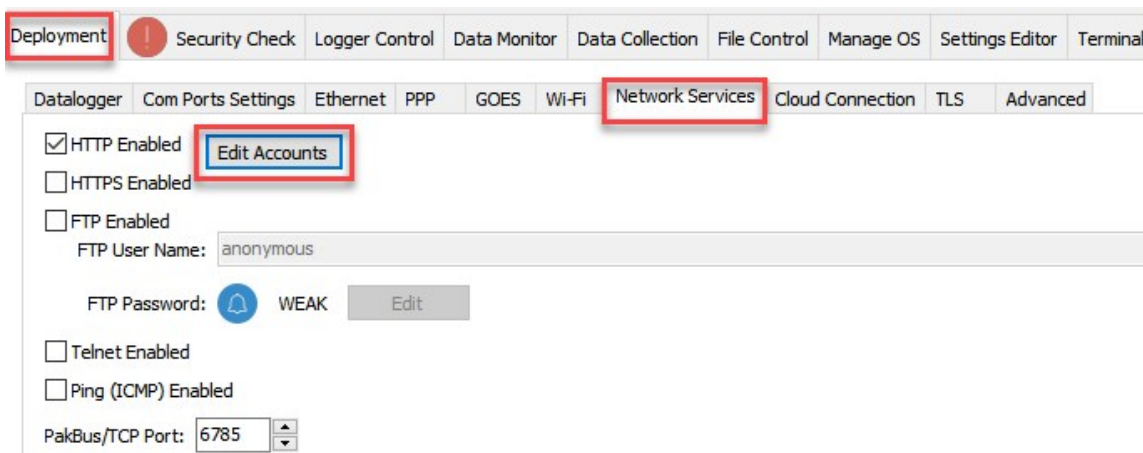 Deployment ! Security Check Logger Control Data Monitor Data Collection File Control Manage OS Settings Editor Terminal
Datalogger Com Ports Settings Ethernet PPP GOES Wi-Fi Network Services Cloud Connection TLS Advanced
HTTP Enabled Edit Accounts
HTTPS Enabled
FTP Enabled
FTP User Name: anonymous
FTP Password: WEAK Edit
Telnet Enabled
Ping (ICMP) Enabled
PakBus/TCP Port: 6785